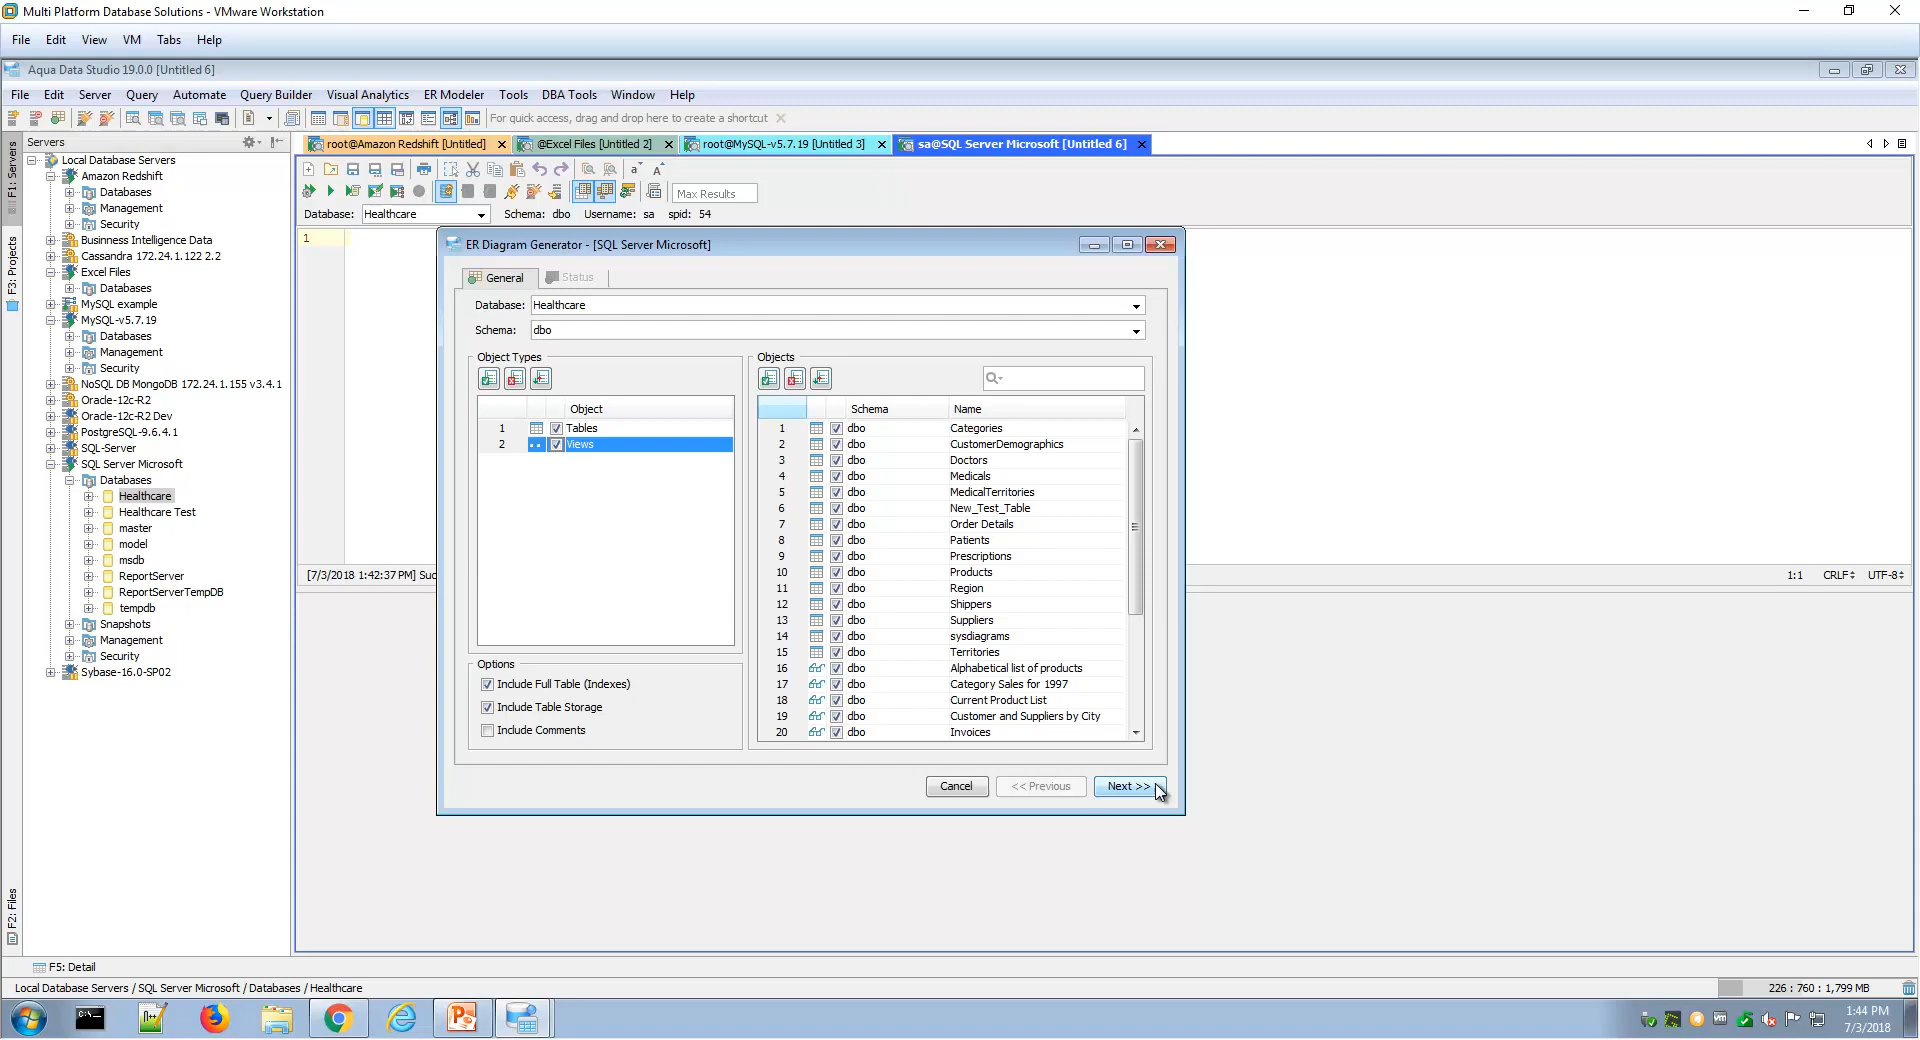 Multi Platform Database Solutions - VMware Workstation
File Edit View VM Tabs Help
Aqua Data Studio 19.0.0 [Untitled 6]
File Edit Server Query Automate Query Builder Visual Analytics ER Modeler Tools DBA Tools Window Help
For quick access, drag and drop here to create a shortcut
F1: Servers
F3: Projects
F2: Files
Servers
Local Database Servers
Amazon Redshift
Databases
Management
Security
Businness Intelligence Data
Cassandra 172.24.1.122 2.2
Excel Files
Databases
MySQL example
MySQL-v5.7.19
Databases
Management
Security
NoSQL DB MongoDB 172.24.1.155 v3.4.1
Oracle-12c-R2
Oracle-12c-R2 Dev
PostgreSQL-9.6.4.1
SQL-Server
SQL Server Microsoft
Databases
Healthcare
Healthcare Test
master
model
msdb
ReportServer
ReportServerTempDB
tempdb
Snapshots
Management
Security
Sybase-16.0-SP02
root@Amazon Redshift [Untitled] @Excel Files [Untitled 2] root@MySQL-v5.7.19 [Untitled 3] sa@SQL Server Microsoft [Untitled 6]
Max Results
Database: Healthcare Schema: dbo Username: sa spid: 54
1
ER Diagram Generator - [SQL Server Microsoft]
General Status
Database: Healthcare
Schema: dbo
Object Types
Object
1 Tables
2 Views
Options
Include Full Table (Indexes)
Include Table Storage
Include Comments
Objects
Schema Name
1 dbo Categories
2 dbo CustomerDemographics
3 dbo Doctors
4 dbo Medicals
5 dbo MedicalTerritories
6 dbo New_Test_Table
7 dbo Order Details
8 dbo Patients
9 dbo Prescriptions
10 dbo Products
11 dbo Region
12 dbo Shippers
13 dbo Suppliers
14 dbo sysdiagrams
15 dbo Territories
16 dbo Alphabetical list of products
17 dbo Category Sales for 1997
18 dbo Current Product List
19 dbo Customer and Suppliers by City
20 dbo Invoices
Cancel << Previous Next >>
[7/3/2018 1:42:37 PM] Suc
1:1 CRLF UTF-8
F5: Detail
Local Database Servers / SQL Server Microsoft / Databases / Healthcare
226 : 760 : 1,799 MB
1:44 PM
7/3/2018